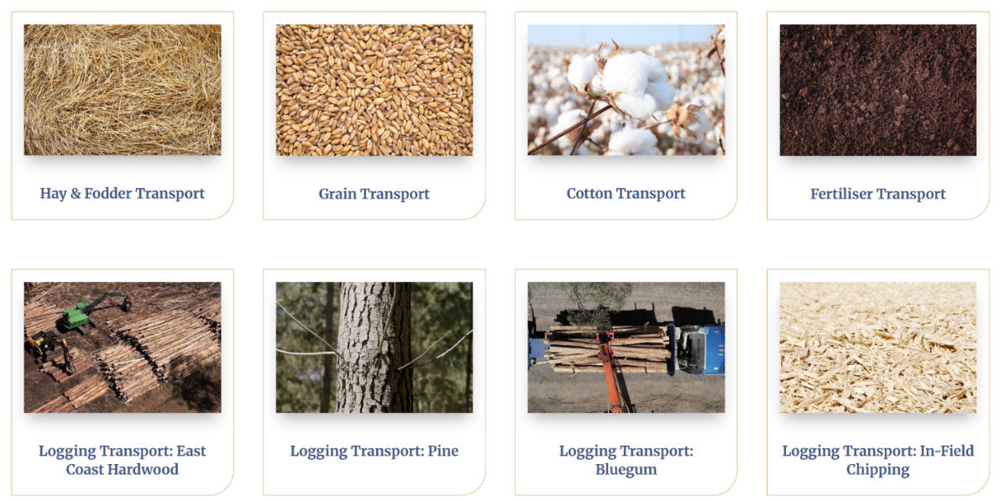 Hay & Fodder Transport
Grain Transport
Cotton Transport
Fertiliser Transport
Logging Transport: East
Coast Hardwood
Logging Transport: Pine
Logging Transport:
Bluegum
Logging Transport: In-Field
Chipping